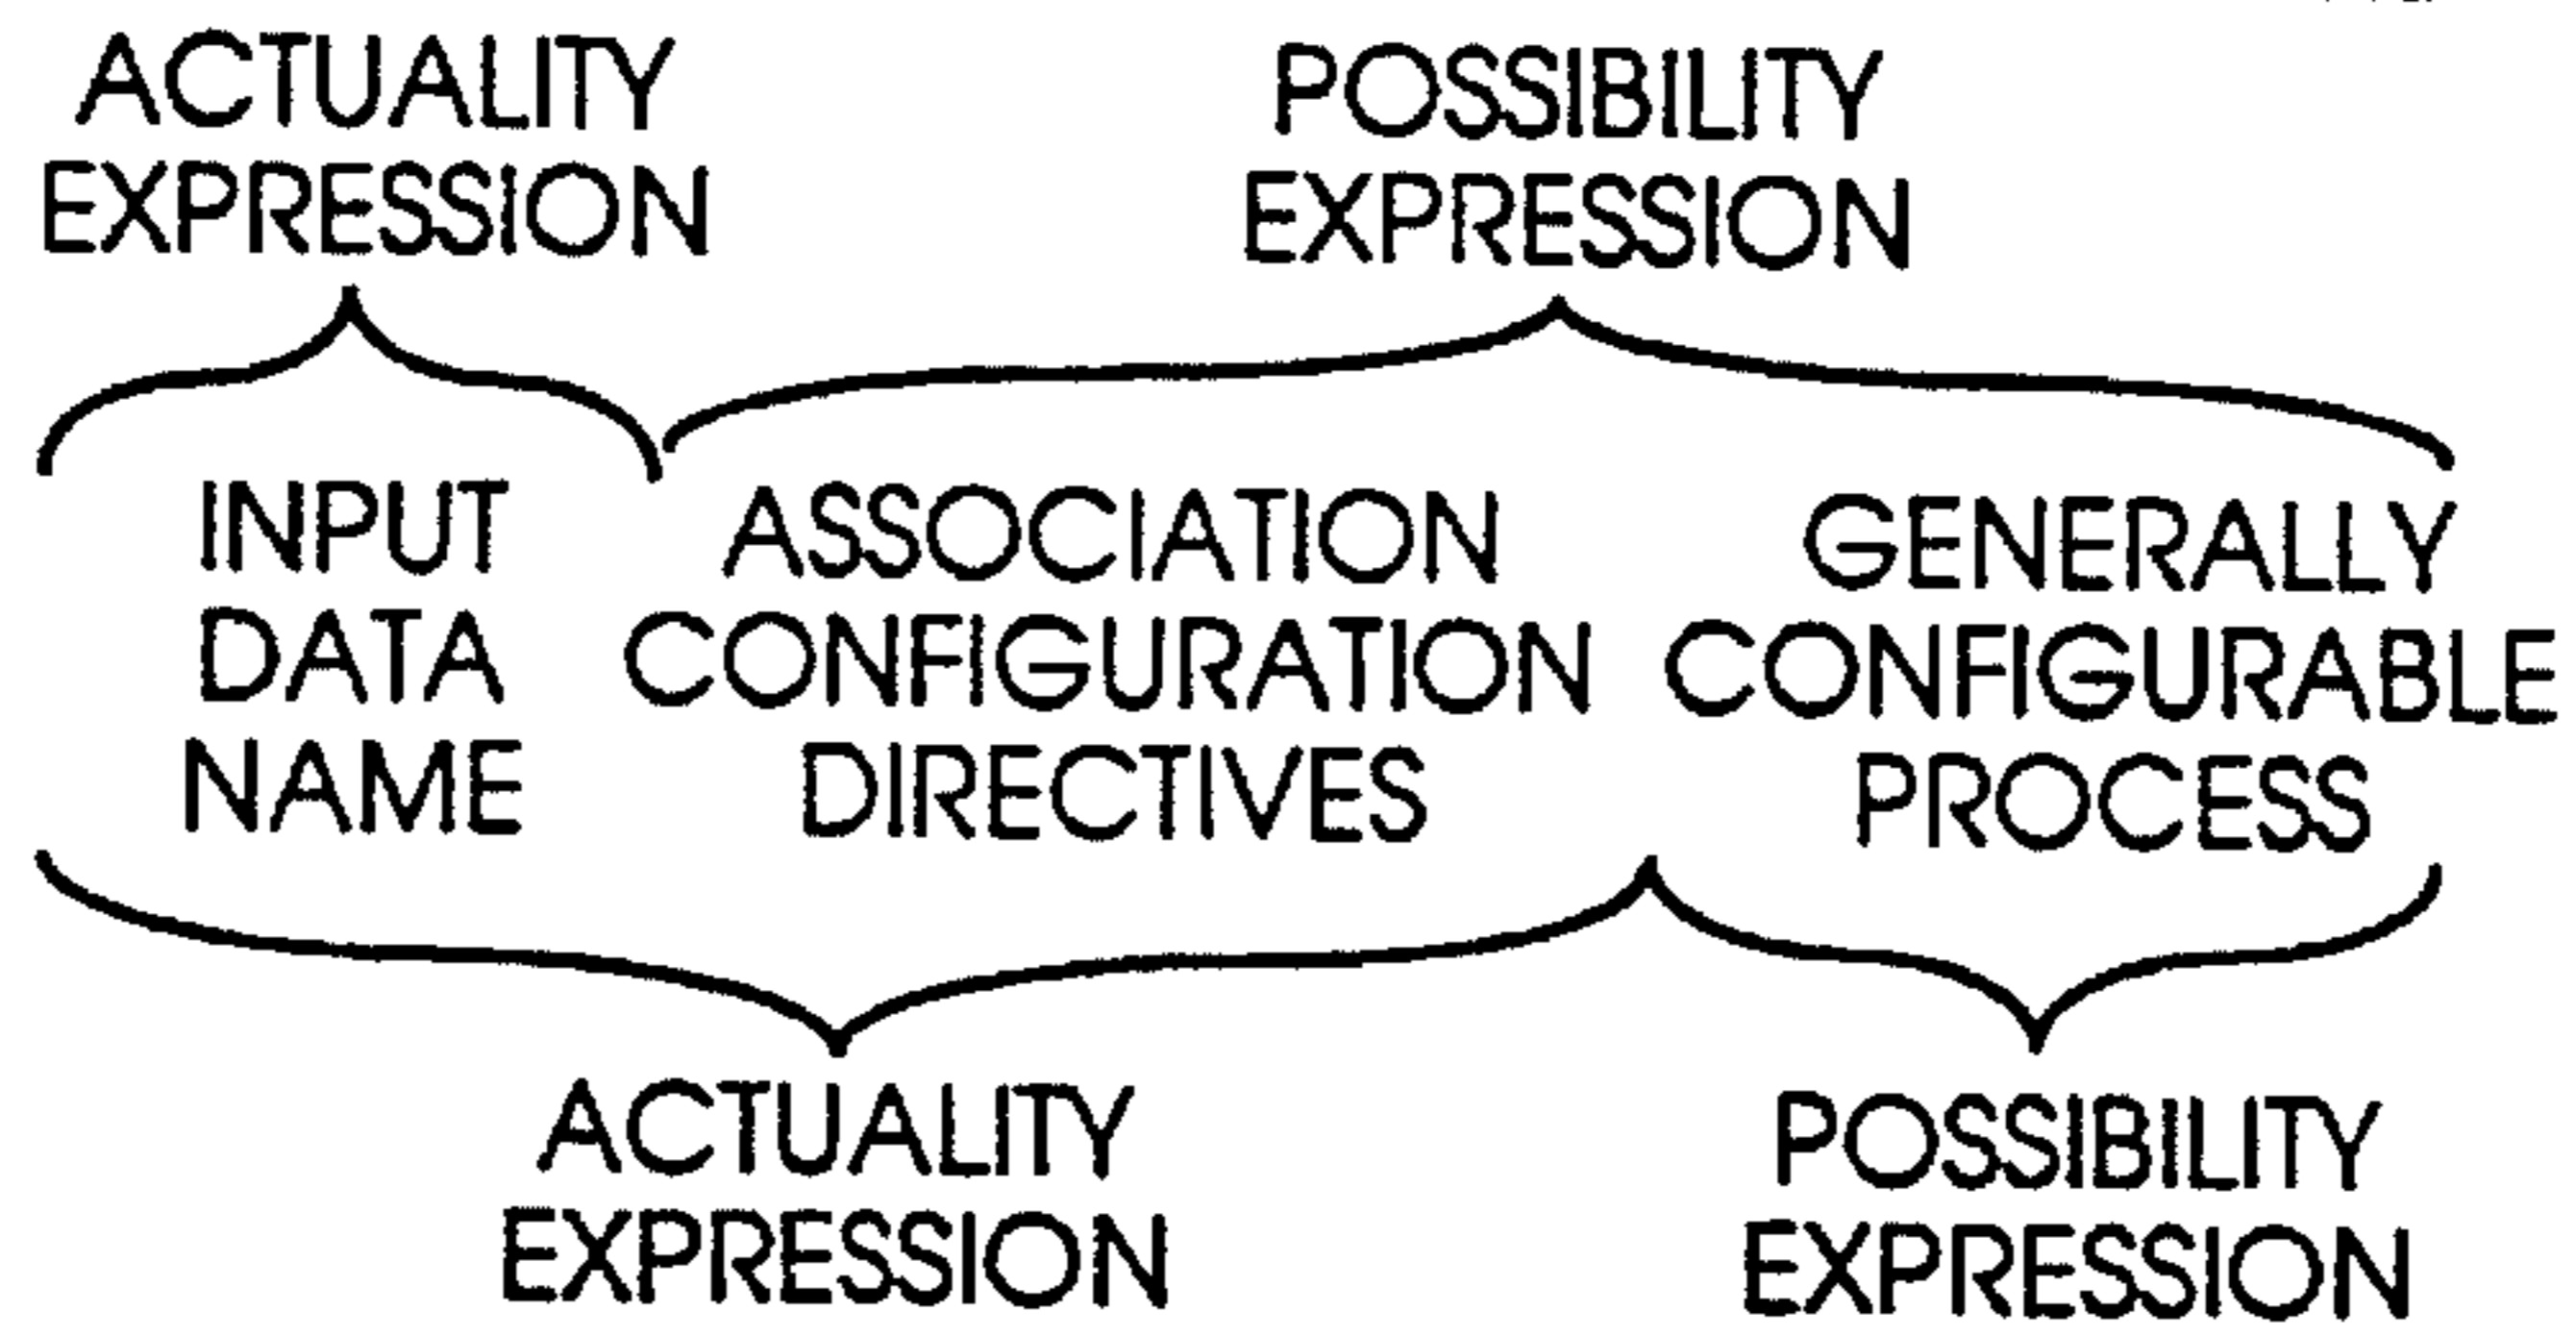 ACTUALITY
EXPRESSION
POSSIBILITY
EXPRESSION
INPUT
DATA
NAME
ASSOCIATION
CONFIGURATION
DIRECTIVES
GENERALLY
CONFIGURABLE
PROCESS
ACTUALITY
EXPRESSION
POSSIBILITY
EXPRESSION